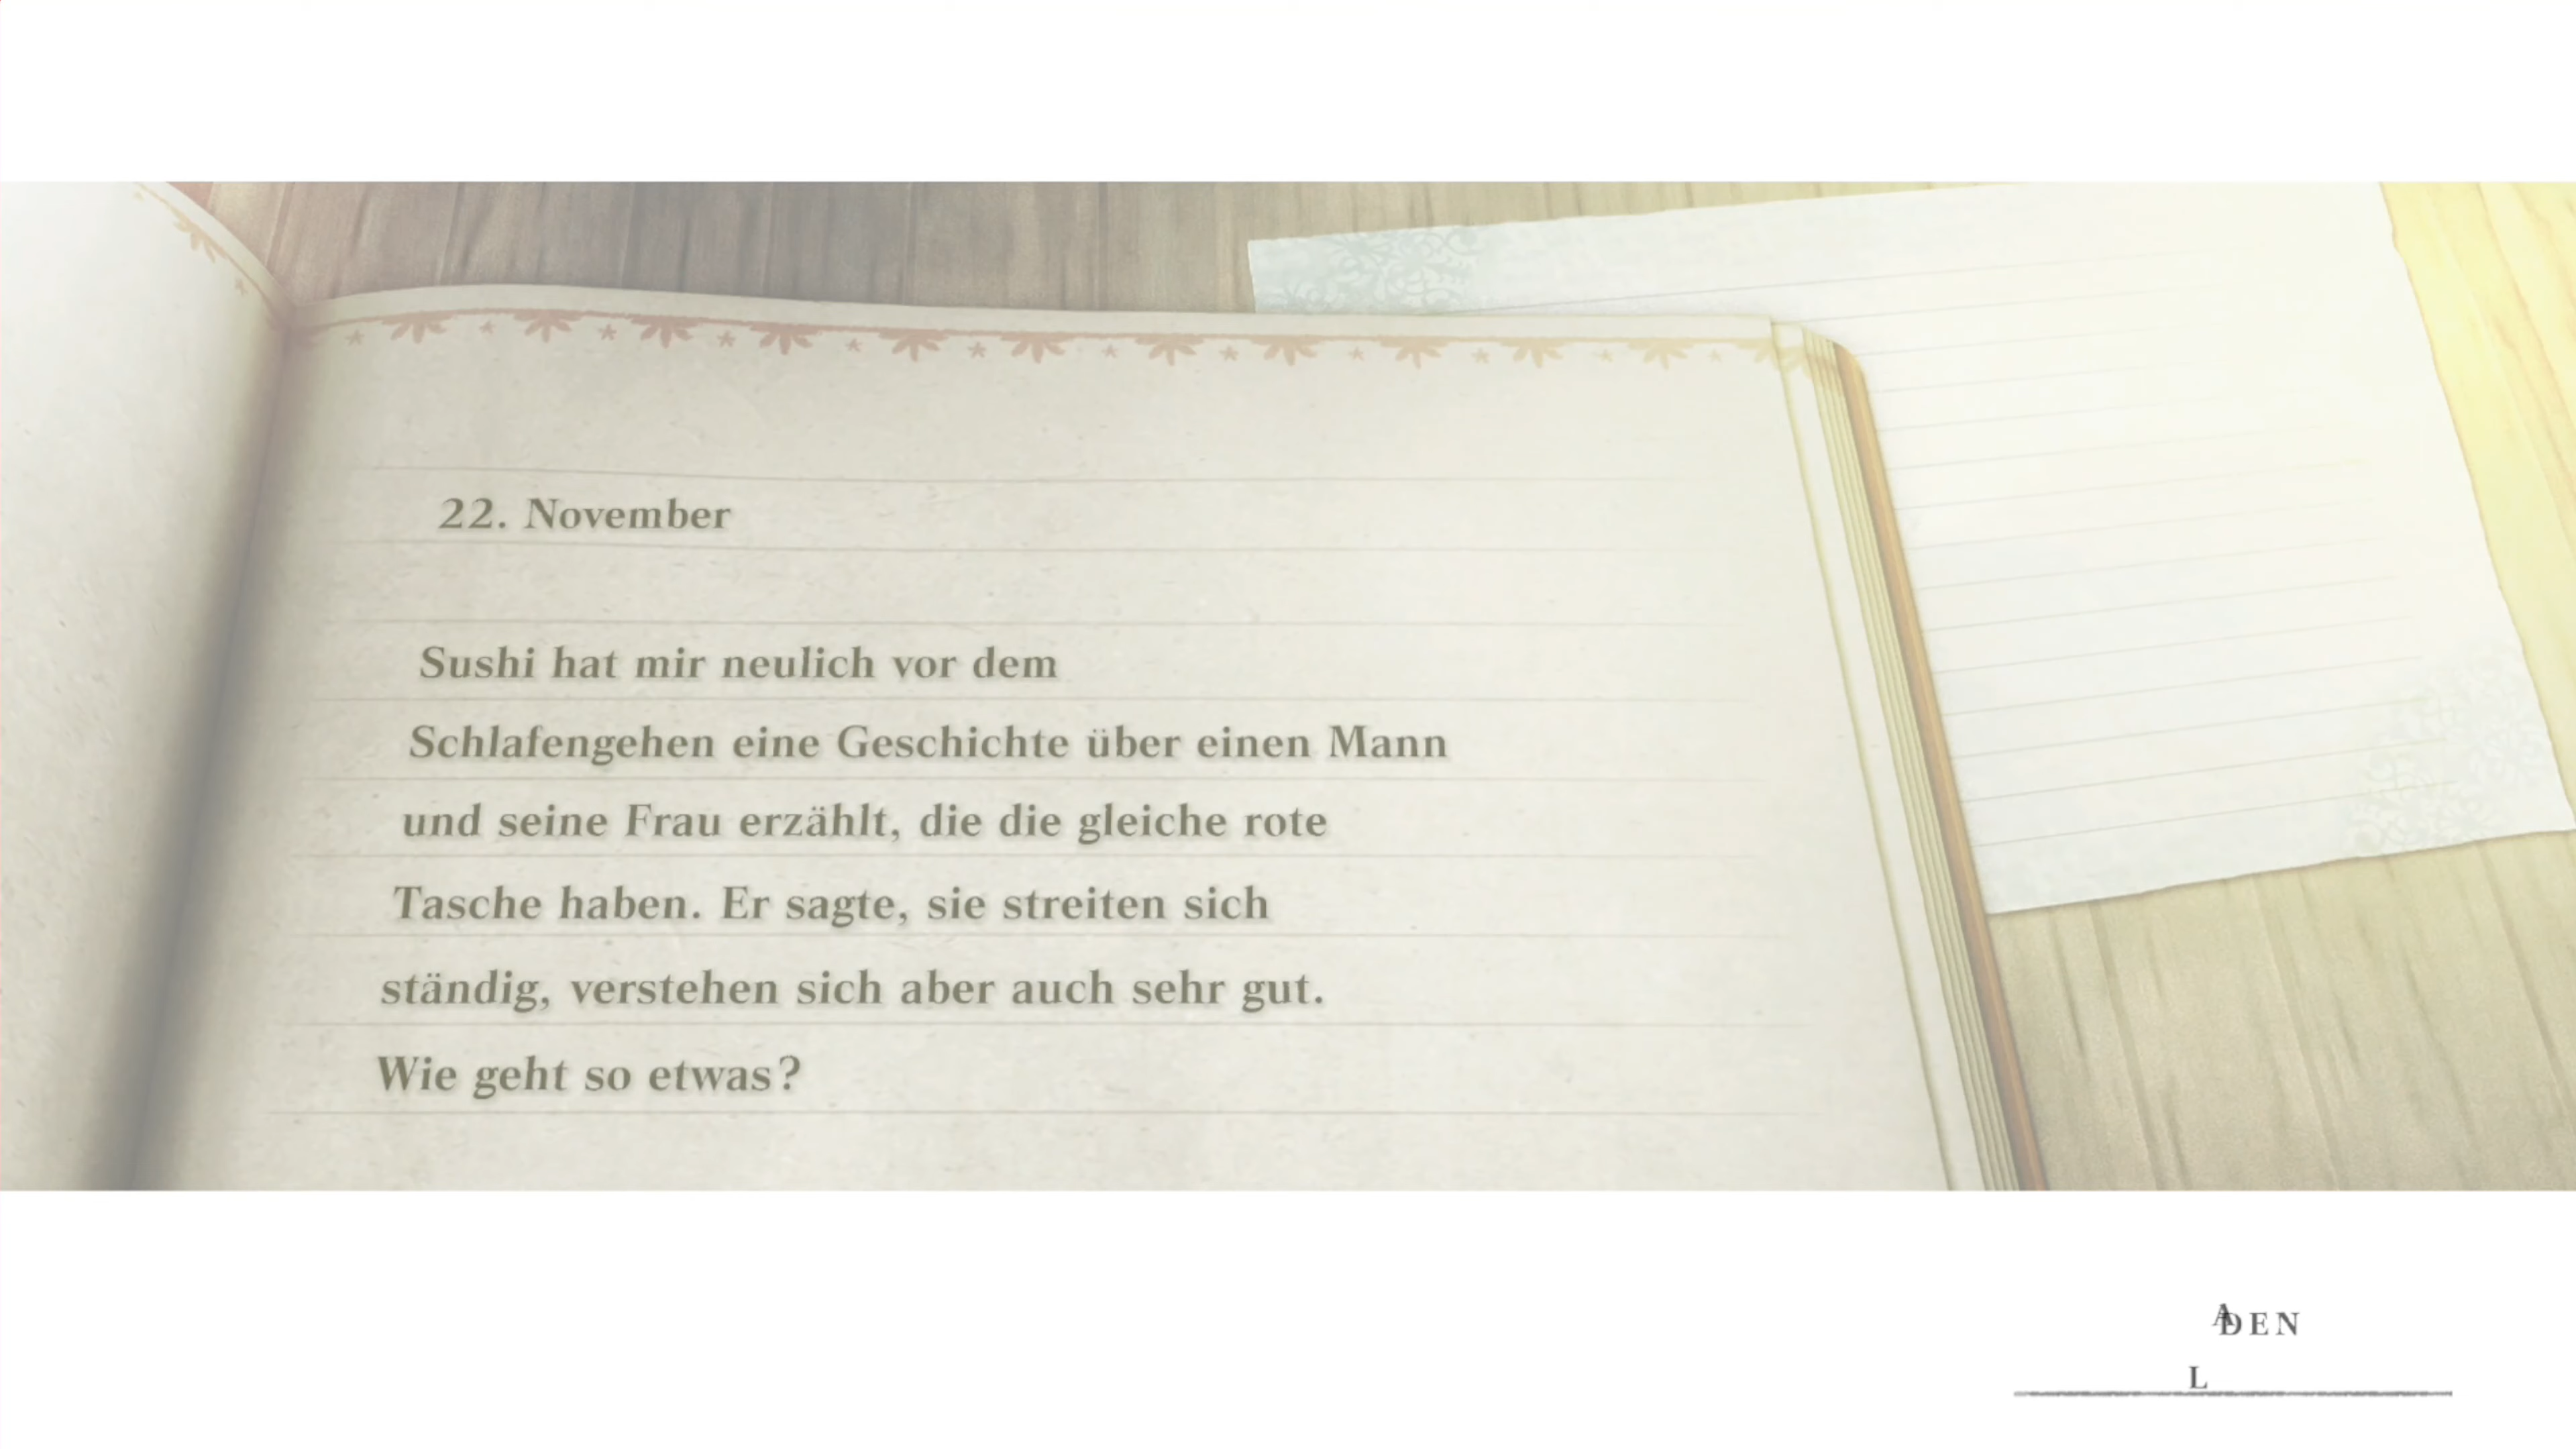 22. November
Sushi hat mir neulich vor dem
Schlafengehen eine Geschichte über einen Mann
und seine Frau erzählt, die die gleiche rote
Tasche haben. Er sagte, sie streiten sich
ständig, verstehen sich aber auch sehr gut.
Wie geht so etwas?
ADEN
L